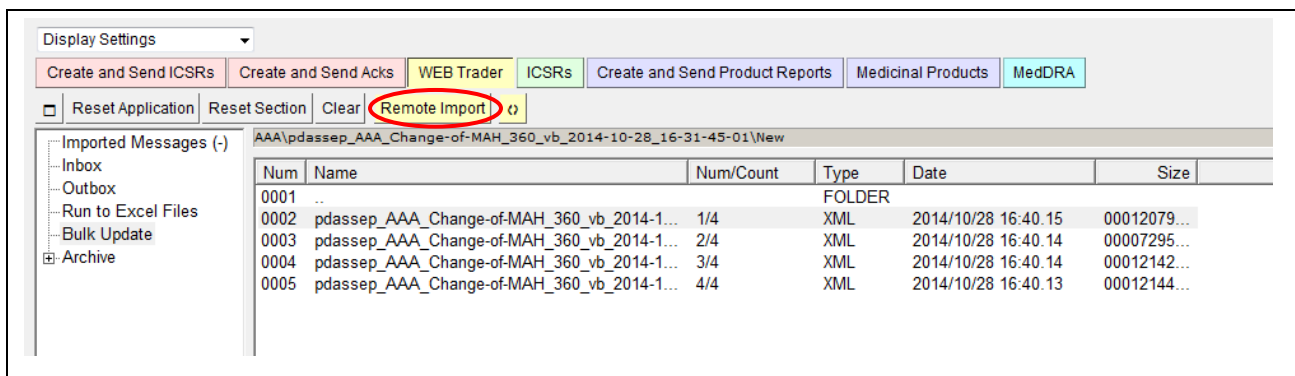 Display Settings
Create and Send ICSRs Create and Send Acks WEB Trader ICSRs Create and Send Product Reports Medicinal Products MedDRA
Reset Application Reset Section Clear Remote Import
Imported Messages (-)
Inbox
Outbox
Run to Excel Files
Bulk Update
Archive
AAA\pdassep_AAA_Change-of-MAH_360_vb_2014-10-28_16-31-45-01\New
Num Name Num/Count Type Date Size
0001 .. FOLDER
0002 pdassep_AAA_Change-of-MAH_360_vb_2014-1... 1/4 XML 2014/10/28 16:40.15 00012079...
0003 pdassep_AAA_Change-of-MAH_360_vb_2014-1... 2/4 XML 2014/10/28 16:40.14 00007295...
0004 pdassep_AAA_Change-of-MAH_360_vb_2014-1... 3/4 XML 2014/10/28 16:40.14 00012142...
0005 pdassep_AAA_Change-of-MAH_360_vb_2014-1... 4/4 XML 2014/10/28 16:40.13 00012144...